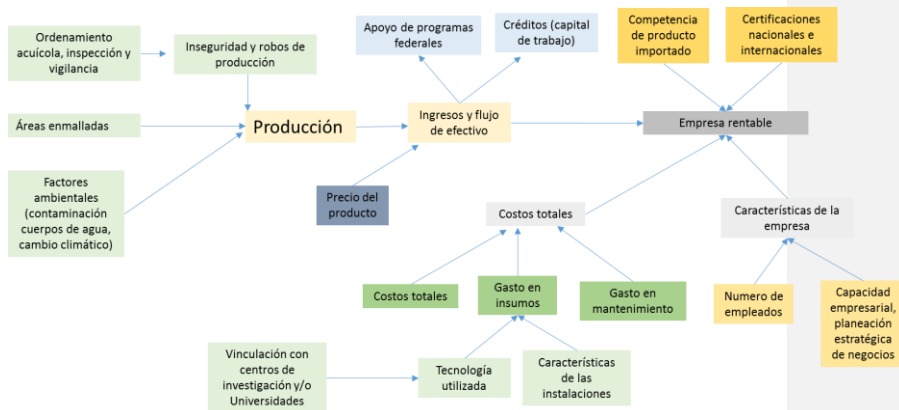 Ordenamiento
acuícola, inspección y
vigilancia
Inseguridad y robos de
producción
Apoyo de programas
federales
Créditos (capital
de trabajo)
Competencia
de producto
importado
Certificaciones
nacionales e
internacionales
Áreas enmalladas
Producción
Ingresos y flujo
de efectivo
Empresa rentable
Factores
ambientales
(contaminación
cuerpos de agua,
cambio climático)
Precio del
producto
Costos totales
Características de la
empresa
Costos totales
Gasto en
insumos
Gasto en
mantenimiento
Numero de
empleados
Capacidad
empresarial,
planeación
estratégica
de negocios
Vinculación con
centros de
investigación y/o
Universidades
Tecnología
utilizada
Características
de las
instalaciones